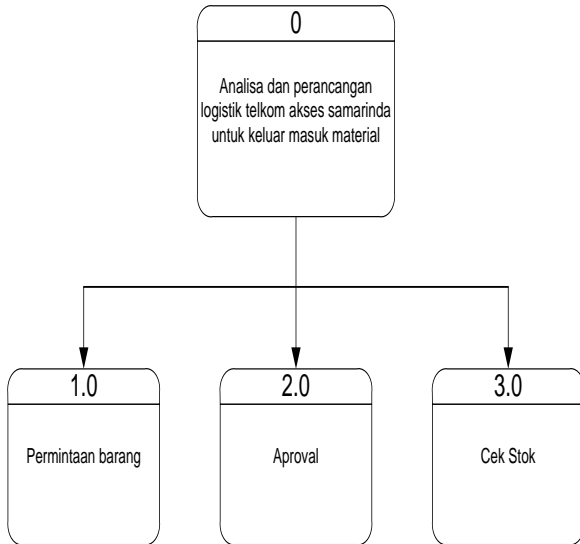 0
Analisa dan perancangan
logistik telkom akses samarinda
untuk keluar masuk material
1.0
Permintaan barang
2.0
Aproval
3.0
Cek Stok